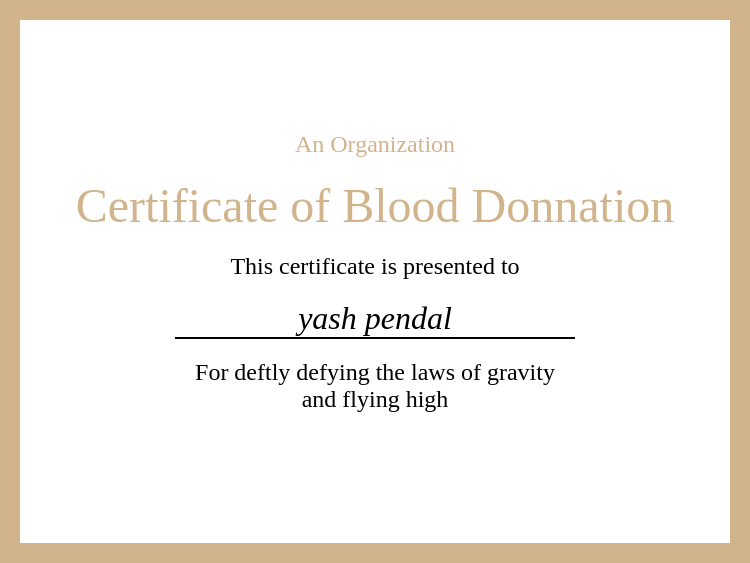 An Organization
Certificate of Blood Donnation
This certificate is presented to
yash pendal
For deftly defying the laws of gravity
and flying high